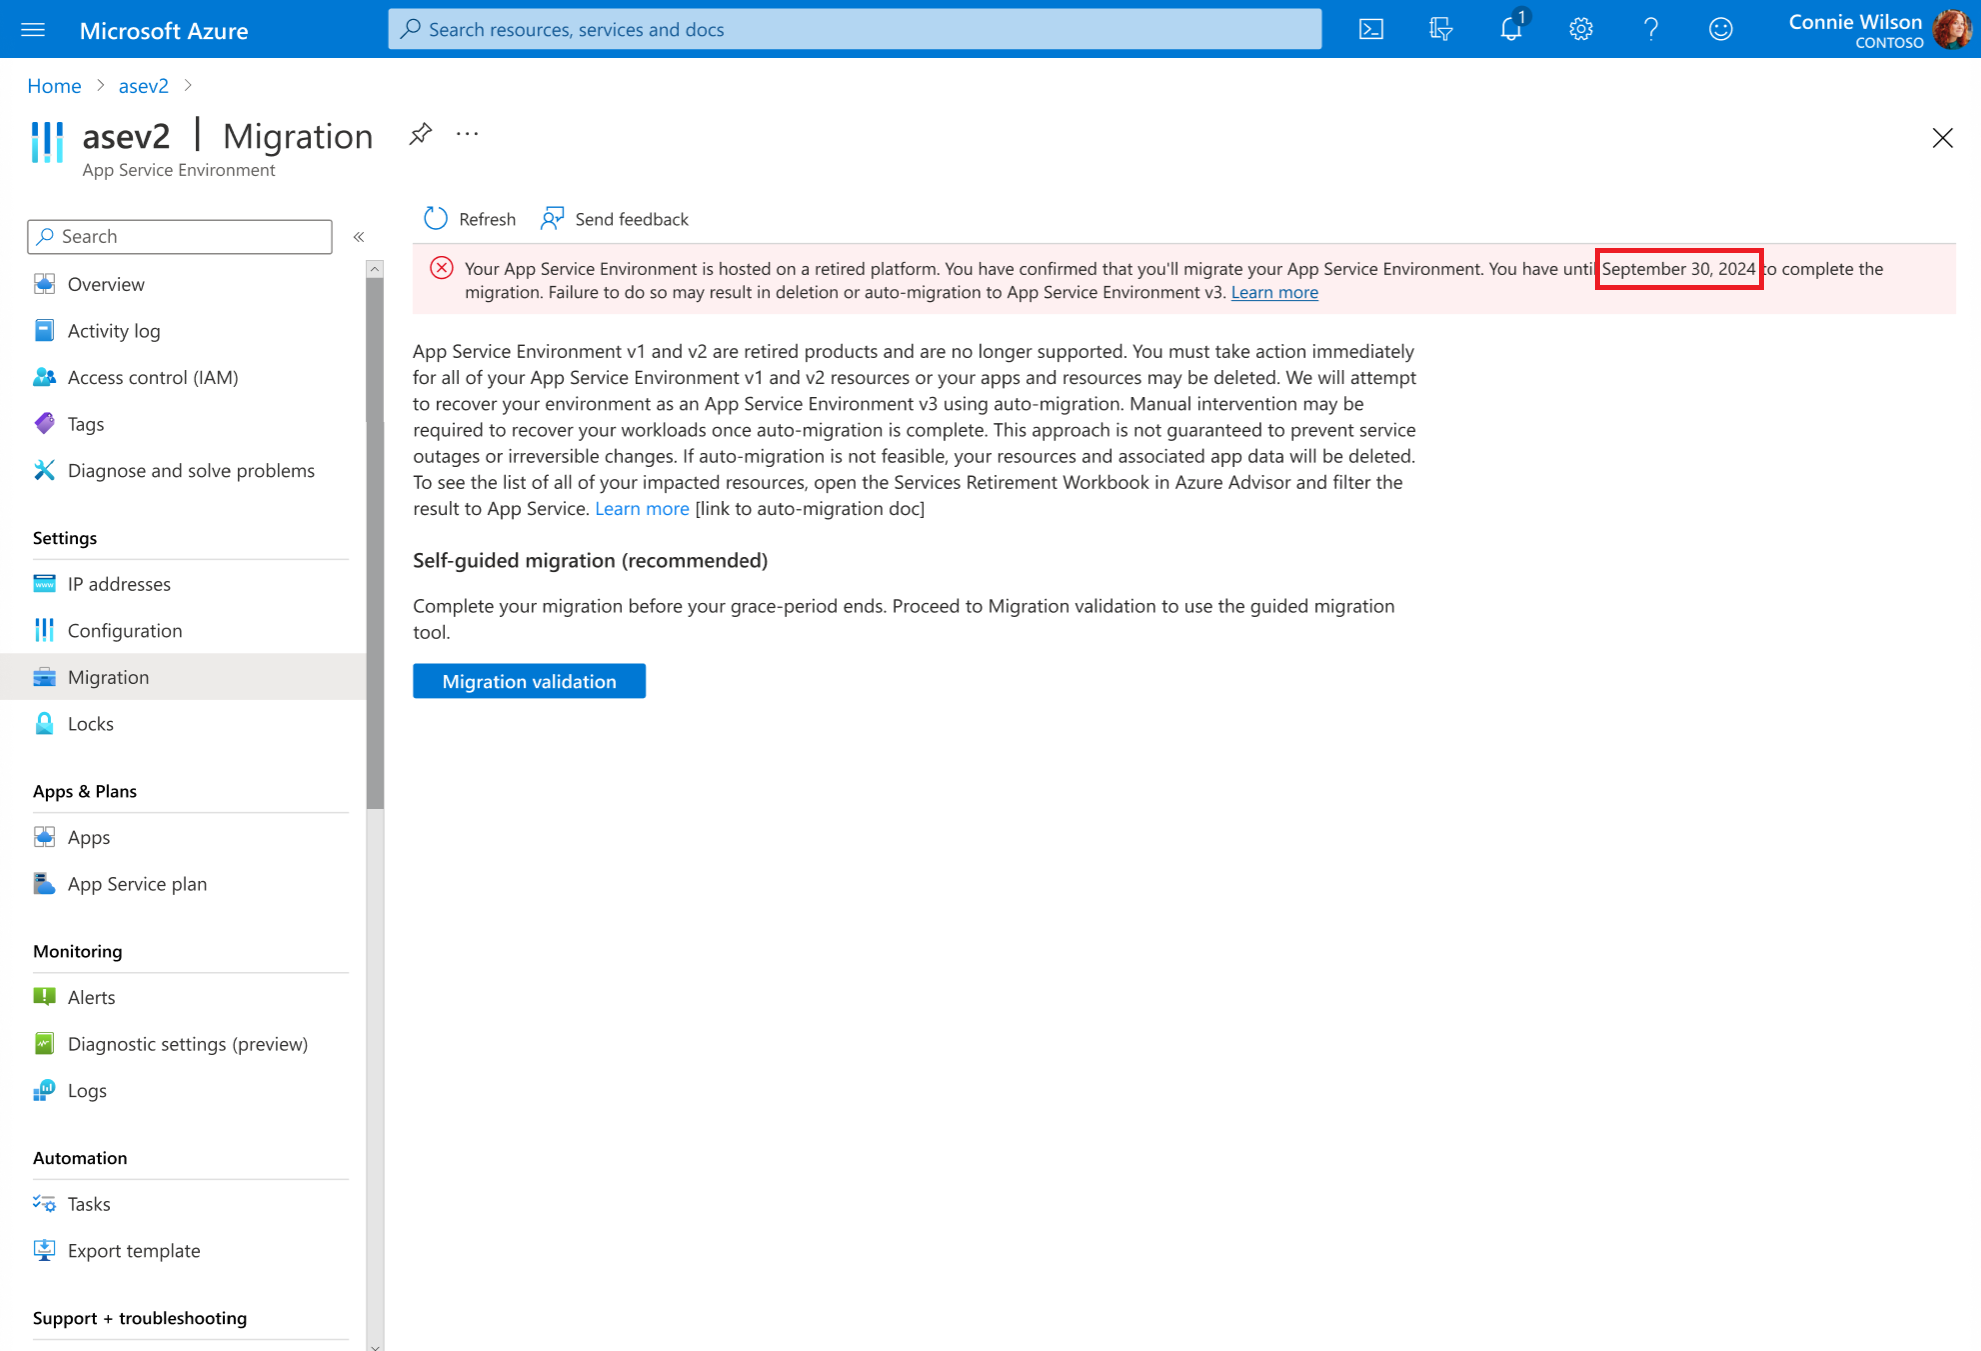 Microsoft Azure
Search resources, services and docs
1
Connie Wilson
CONTOSO
Home > asev2 >
asev2 | Migration
App Service Environment
Search
«
Refresh
Send feedback
Your App Service Environment is hosted on a retired platform. You have confirmed that you'll migrate your App Service Environment. You have until September 30, 2024 to complete the
migration. Failure to do so may result in deletion or auto-migration to App Service Environment v3. Learn more
App Service Environment v1 and v2 are retired products and are no longer supported. You must take action immediately
for all of your App Service Environment v1 and v2 resources or your apps and resources may be deleted. We will attempt
to recover your environment as an App Service Environment v3 using auto-migration. Manual intervention may be
required to recover your workloads once auto-migration is complete. This approach is not guaranteed to prevent service
outages or irreversible changes. If auto-migration is not feasible, your resources and associated app data will be deleted.
To see the list of all of your impacted resources, open the Services Retirement Workbook in Azure Advisor and filter the
result to App Service. Learn more [link to auto-migration doc]
Self-guided migration (recommended)
Complete your migration before your grace-period ends. Proceed to Migration validation to use the guided migration
tool.
Migration validation
Overview
Activity log
Access control (IAM)
Tags
Diagnose and solve problems
Settings
IP addresses
Configuration
Migration
Locks
Apps & Plans
Apps
App Service plan
Monitoring
Alerts
Diagnostic settings (preview)
Logs
Automation
Tasks
Export template
Support + troubleshooting